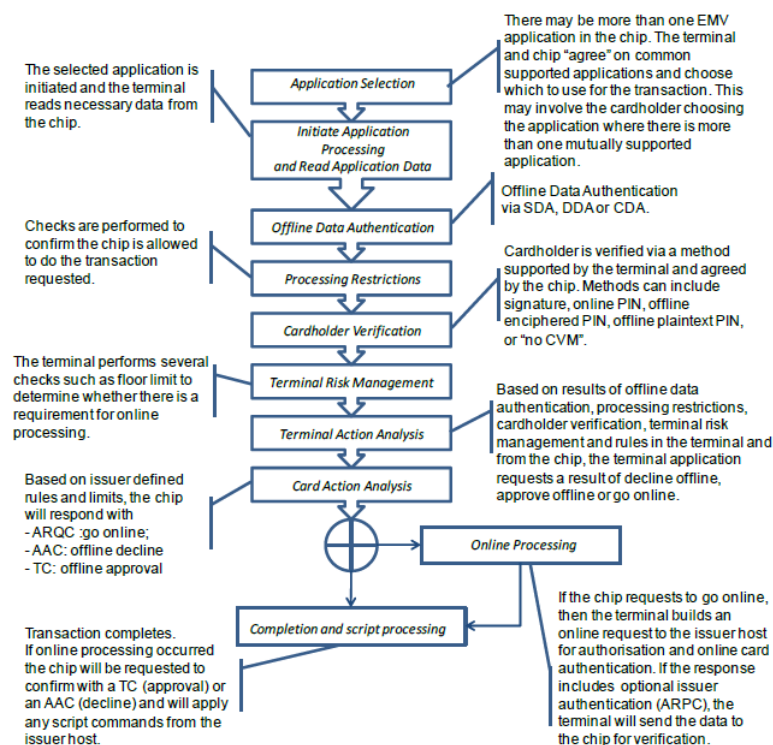 There may be more than one EMV
application in the chip. The terminal
and chip “agree” on common
supported applications and choose
which to use for the transaction. This
may involve the cardholder choosing
the application where there is more
than one mutually supported
application.
The selected application is
initiated and the terminal
reads necessary data from
the chip.
Application Selection
Initiate Application
Processing
and Read Application Data
Offline Data Authentication
via SDA, DDA or CDA.
Offline Data Authentication
Checks are performed to
confirm the chip is allowed
to do the transaction
requested.
Processing Restrictions
Cardholder is verified via a method
supported by the terminal and agreed
by the chip. Methods can include
signature, online PIN, offline
enciphered PIN, offline plaintext PIN,
or “no CVM”.
Cardholder Verification
The terminal performs several
checks such as floor limit to
determine whether there is a
requirement for online
processing.
Terminal Risk Management
Terminal Action Analysis
Based on results of offline data
authentication, processing restrictions,
cardholder verification, terminal risk
management and rules in the terminal and
from the chip, the terminal application
requests a result of decline offline,
approve offline or go online.
Card Action Analysis
Based on issuer defined
rules and limits, the chip
will respond with
- ARQC :go online;
- AAC: offline decline
- TC: offline approval
Online Processing
If the chip requests to go online,
then the terminal builds an
online request to the issuer host
for authorisation and online card
authentication. If the response
includes optional issuer
authentication (ARPC), the
terminal will send the data to
the chip for verification.
Completion and script processing
Transaction completes.
If online processing occurred
the chip will be requested to
confirm with a TC (approval) or
an AAC (decline) and will apply
any script commands from the
issuer host.